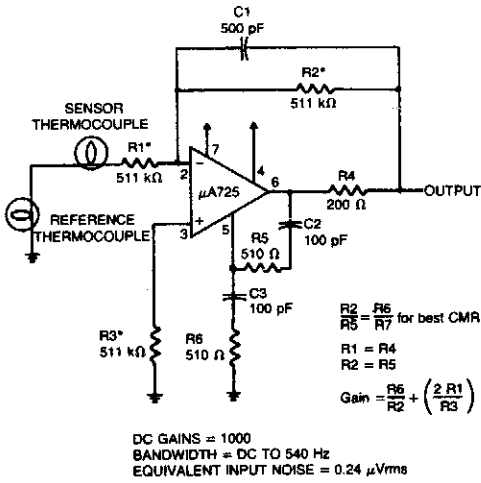 C1
500 pF
R2*
511 kΩ
SENSOR
THERMOCOUPLE
R1*
511 kΩ
2
−
7
4
μA725
6
R4
200 Ω
OUTPUT
REFERENCE
THERMOCOUPLE
+
3
5
R5
510 Ω
C2
100 pF
C3
100 pF
R3*
511 kΩ
R6
510 Ω
R2/R5 = R6/R7 for best CMR
R1 = R4
R2 = R5
Gain = R6/R2 + (2 R1/R3)
DC GAINS = 1000
BANDWIDTH = DC TO 540 Hz
EQUIVALENT INPUT NOISE = 0.24 μVrms